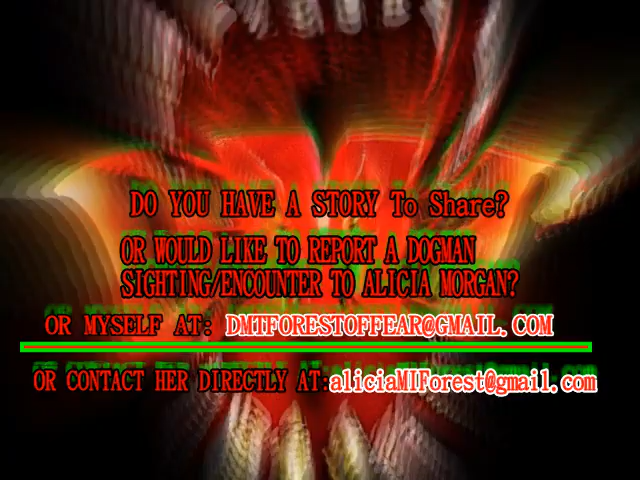 DO YOU HAVE A STORY To Share?
OR WOULD LIKE TO REPORT A DOGMAN
SIGHTING/ENCOUNTER TO ALICIA MORGAN?
OR MYSELF AT: DMTFORESTOFFEAR@GMAIL.COM
OR CONTACT HER DIRECTLY AT:aliciaMIForest@gmail.com